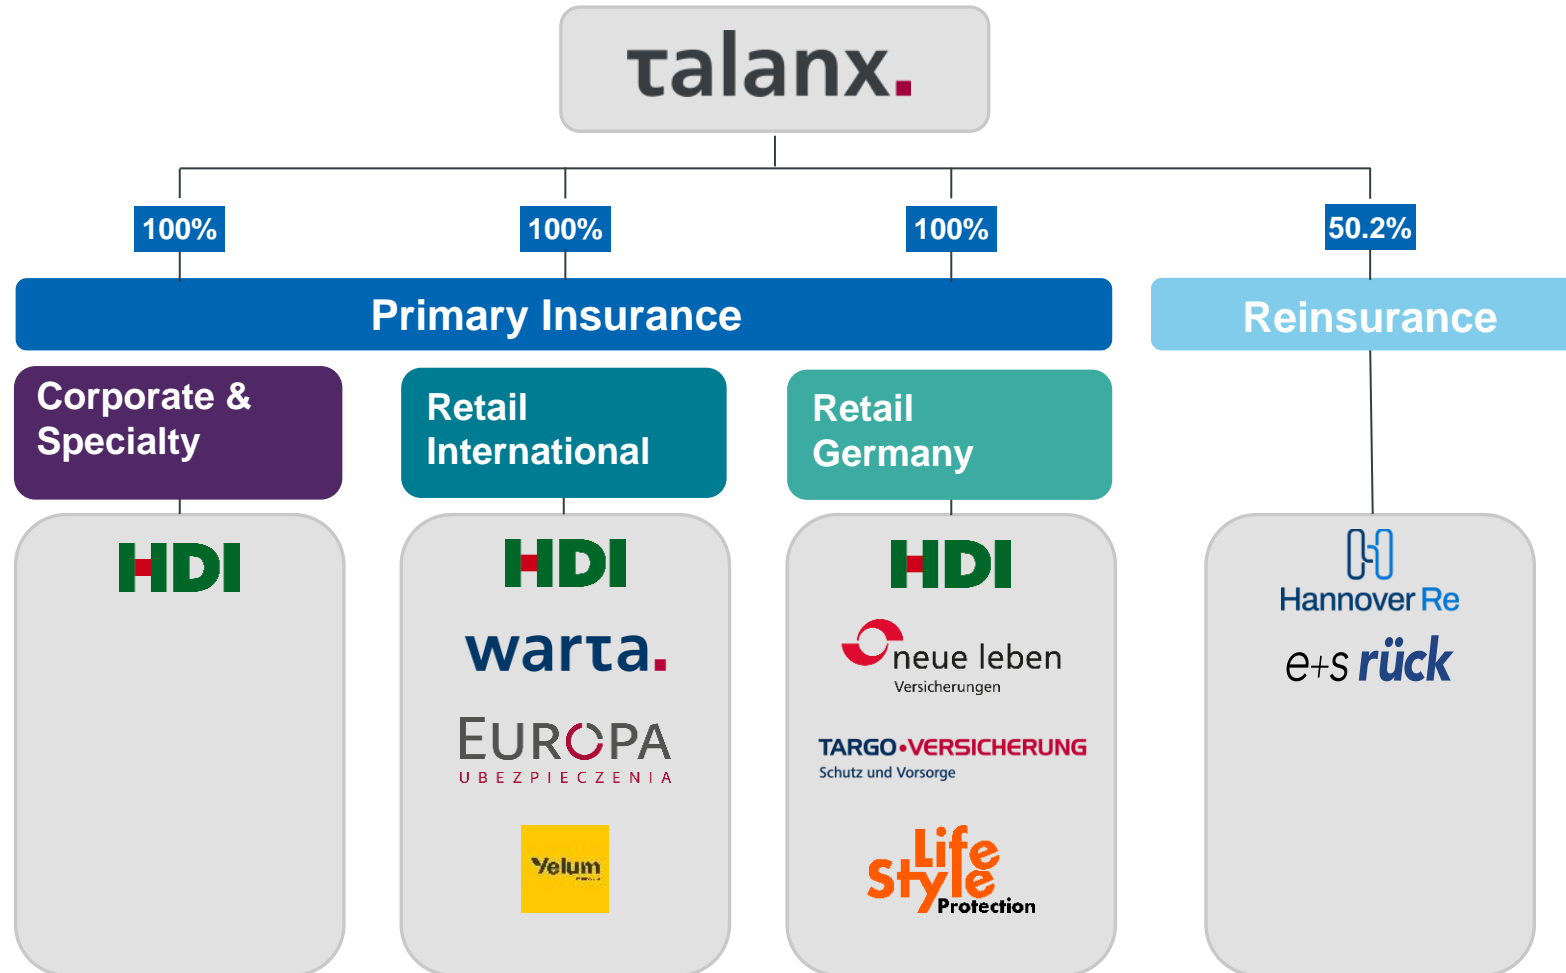 talanx.
100%
100%
100%
50.2%
Primary Insurance
Reinsurance
Corporate &
Specialty
Retail
International
Retail
Germany
HDI
HDI
warta.
EUROPA
UBEZPIECZENIA
Yelum
HDI
neue leben
Versicherungen
TARGO•VERSICHERUNG
Schutz und Vorsorge
Life
Style
Protection
Hannover Re
e+s rück